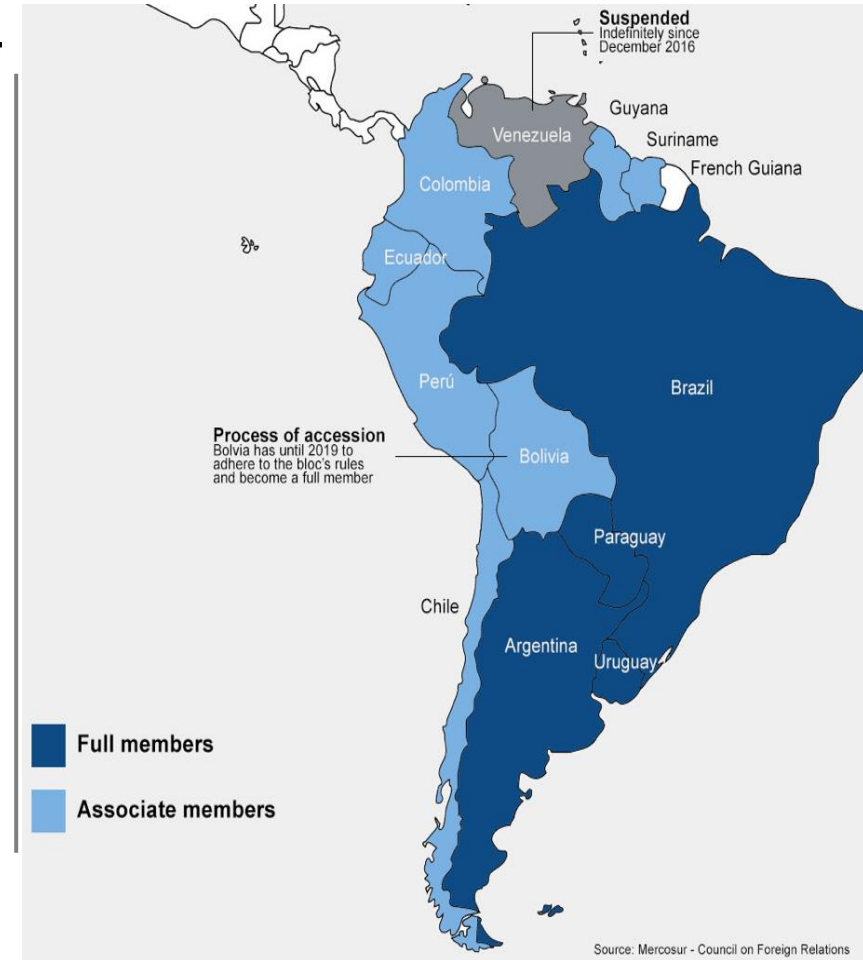 Suspended
Indefinitely since
December 2016
Guyana
Venezuela
Suriname
French Guiana
Colombia
Ecuador
Perú
Brazil
Process of accession
Bolvia has until 2019 to
adhere to the bloc's rules
and become a full member
Bolivia
Paraguay
Chile
Argentina
Uruguay
Full members
Associate members
Source: Mercosur - Council on Foreign Relations